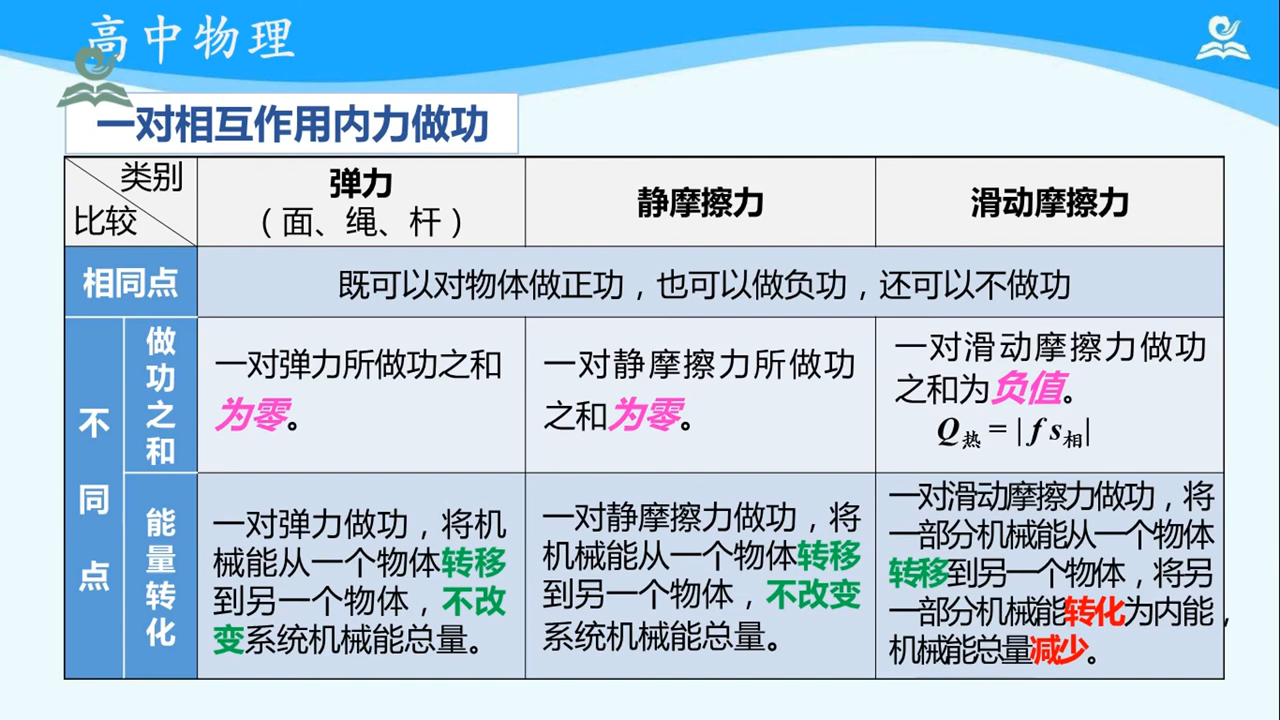 高中物理
一对相互作用内力做功
类别
比较
弹力
（面、绳、杆）
静摩擦力
滑动摩擦力
相同点
既可以对物体做正功，也可以做负功，还可以不做功
不同点
做功之和
一对弹力所做功之和
为零。
一对静摩擦力所做功
之和为零。
一对滑动摩擦力做功
之和为负值。
Q热 = | f s相|
能量转化
一对弹力做功，将机
械能从一个物体转移
到另一个物体，不改
变系统机械能总量。
一对静摩擦力做功，将
机械能从一个物体转移
到另一个物体，不改变
系统机械能总量。
一对滑动摩擦力做功，将
一部分机械能从一个物体
转移到另一个物体，将另
一部分机械能转化为内能，
机械能总量减少。